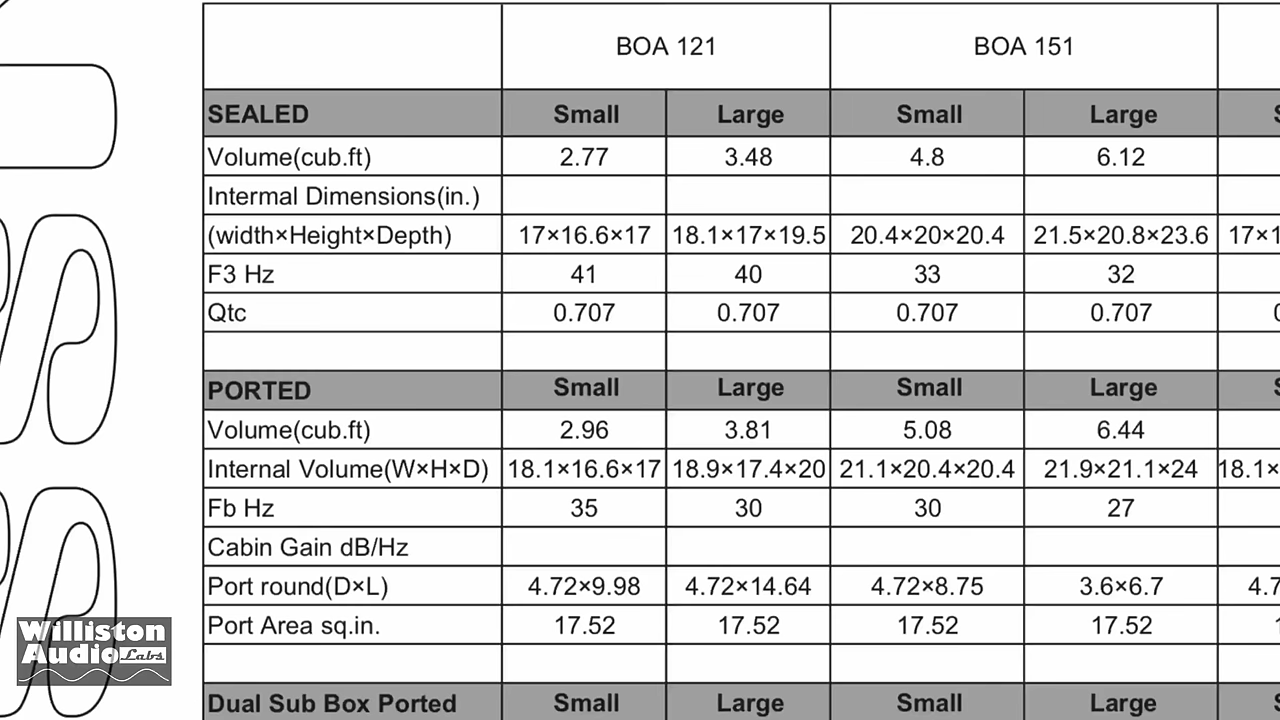 BOA 121 BOA 151
SEALED Small Large Small Large
Volume(cub.ft) 2.77 3.48 4.8 6.12
Intermal Dimensions(in.)
(width×Height×Depth) 17×16.6×17 18.1×17×19.5 20.4×20×20.4 21.5×20.8×23.6 17×1
F3 Hz 41 40 33 32
Qtc 0.707 0.707 0.707 0.707
PORTED Small Large Small Large
Volume(cub.ft) 2.96 3.81 5.08 6.44
Internal Volume(W×H×D) 18.1×16.6×17 18.9×17.4×20 21.1×20.4×20.4 21.9×21.1×24 18.1×
Fb Hz 35 30 30 27
Cabin Gain dB/Hz
Port round(D×L) 4.72×9.98 4.72×14.64 4.72×8.75 3.6×6.7 4.7
Port Area sq.in. 17.52 17.52 17.52 17.52
Dual Sub Box Ported Small Large Small Large
Williston
Audio Labs